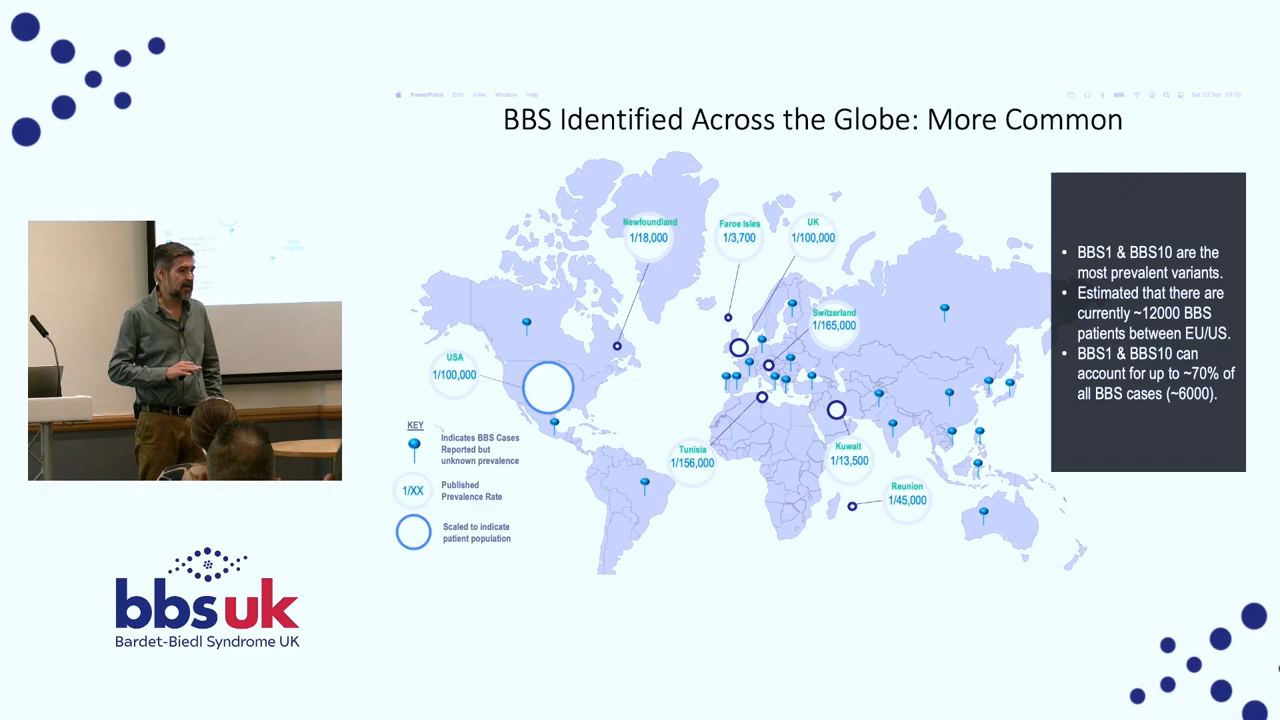 PowerPoint Edit View Window Help
Sat 23 Sep 09:55
BBS Identified Across the Globe: More Common
Newfoundland
1/18,000
Faroe Isles
1/3,700
UK
1/100,000
Switzerland
1/165,000
USA
1/100,000
Tunisia
1/156,000
Kuwait
1/13,500
Reunion
1/45,000
KEY
Indicates BBS Cases
Reported but
unknown prevalence
1/XX
Published
Prevalence Rate
Scaled to indicate
patient population
• BBS1 & BBS10 are the
most prevalent variants.
• Estimated that there are
currently ~12000 BBS
patients between EU/US.
• BBS1 & BBS10 can
account for up to ~70% of
all BBS cases (~6000).
bbsuk
Bardet-Biedl Syndrome UK